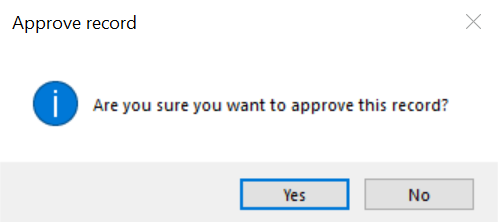 Approve record
Are you sure you want to approve this record?
Yes
No